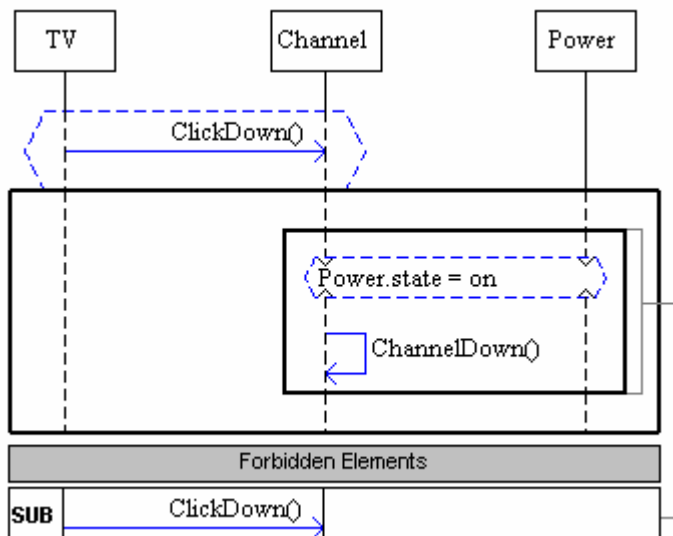 TV Channel Power
ClickDown()
Power.state = on
ChannelDown()
Forbidden Elements
SUB ClickDown()